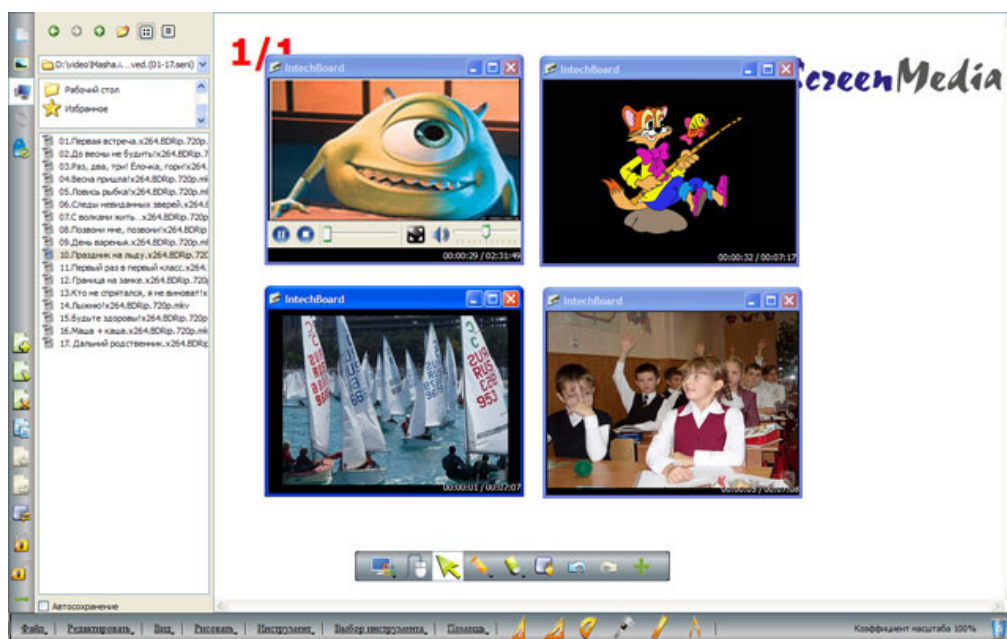 D:\video\Masha.i...ved.(01-17.seril)
Рабочий стол
Избранное
01.Первая встреча.x264.BDRip.720p.
02.До весны не будить!x264.BDRip.7
03.Раз, два, три! Ёлочка, гори!x264.
04.Весна пришла!x264.BDRip.720p.mk
05.Ловись рыбка!x264.BDRip.720p.m
06.Следы невиданных зверей.x264.B
07.С волками жить...x264.BDRip.720p
08.Позвони мне, позвони!x264.BDRip
09.День варенья.x264.BDRip.720p.m
10.Праздник на льду.x264.BDRip.720
11.Первый раз в первый класс.x264.
12.Граница на замке.x264.BDRip.720p
13.Кто не спрятался, я не виноват!x
14.Лыжню!x264.BDRip.720p.mkv
15.Будьте здоровы!x264.BDRip.720p
16.Маша + каша.x264.BDRip.720p.mk
17. Дальний родственник.x264.BDRip
Автосохранение
1/1
ScreenMedia
IntechBoard
00:00:29 / 02:31:49
IntechBoard
00:00:32 / 00:07:17
IntechBoard
RUS
953
00:00:01 / 00:07:07
IntechBoard
Файл
Редактировать
Вид
Рисовать
Инструмент
Выбор инструмента
Помощь
Коэффициент масштаба 100%